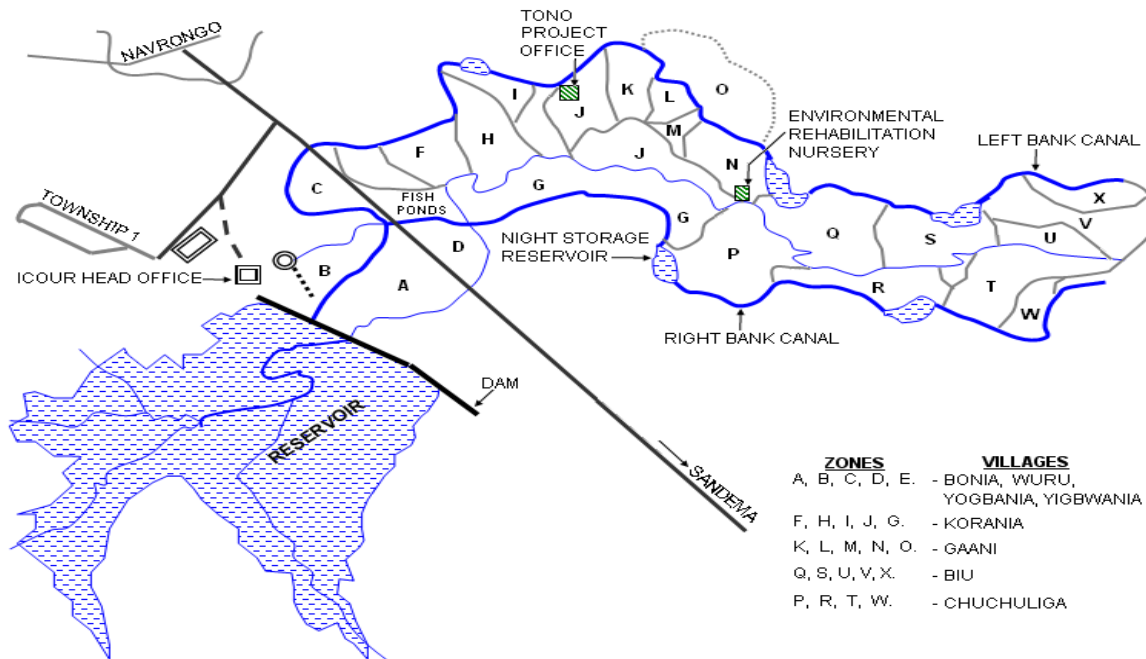 NAVRONGO
TONO
PROJECT
OFFICE
K
L
O
I
J
M
ENVIRONMENTAL
REHABILITATION
NURSERY
F
H
J
N
LEFT BANK CANAL
C
G
X
FISH
PONDS
V
TOWNSHIP 1
G
Q
S
U
D
NIGHT STORAGE
RESERVOIR
P
ICOUR HEAD OFFICE
B
A
R
T
W
RIGHT BANK CANAL
DAM
RESERVOIR
SANDEMA
ZONES VILLAGES
A, B, C, D, E. - BONIA, WURU,
YOGBANIA, YIGBWANIA
F, H, I, J, G. - KORANIA
K, L, M, N, O. - GAANI
Q, S, U, V, X. - BIU
P, R, T, W. - CHUCHULIGA